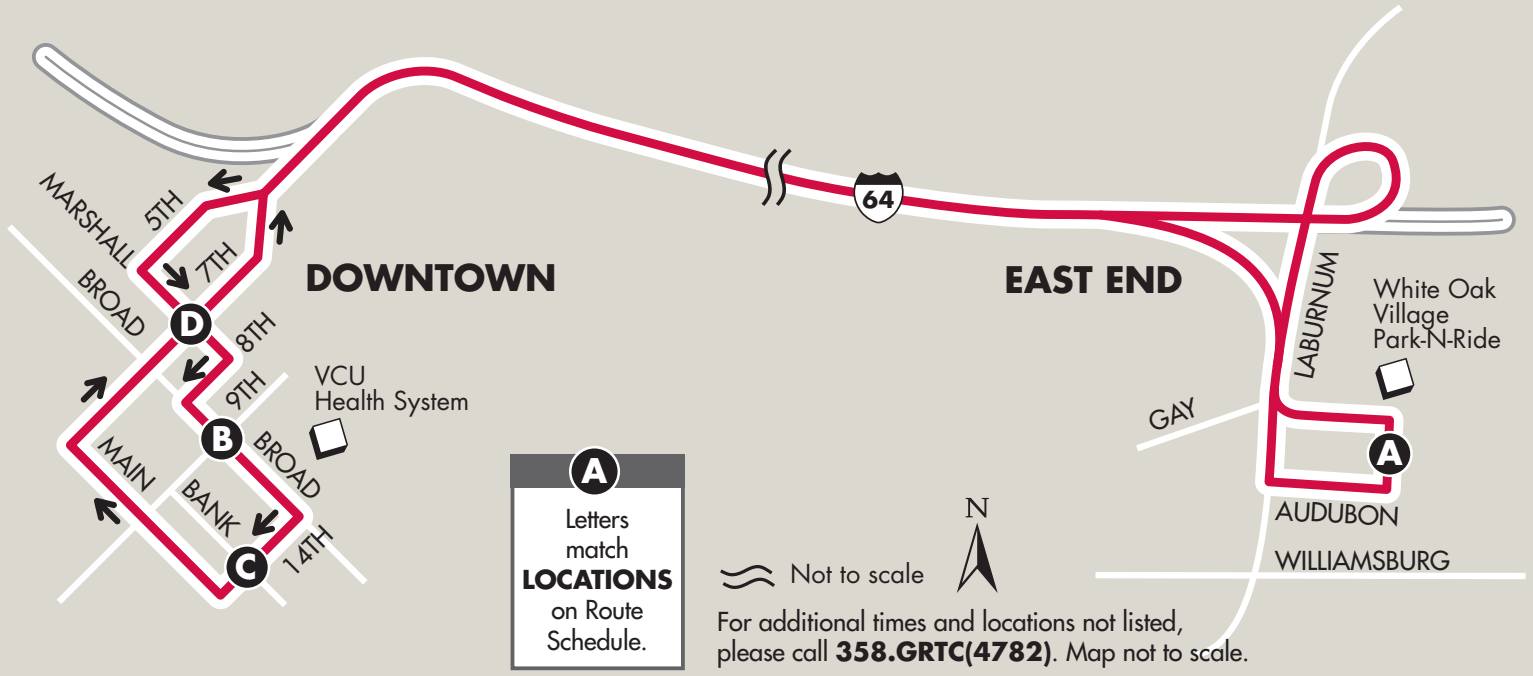 64
5TH
MARSHALL
7TH
BROAD
DOWNTOWN
EAST END
D
8TH
9TH
VCU
Health System
B
BROAD
MAIN
BANK
C
14TH
LABURNUM
White Oak
Village
Park-N-Ride
GAY
A
AUDUBON
WILLIAMSBURG
A
Letters
match
LOCATIONS
on Route
Schedule.
N
Not to scale
For additional times and locations not listed,
please call 358.GRTC(4782). Map not to scale.